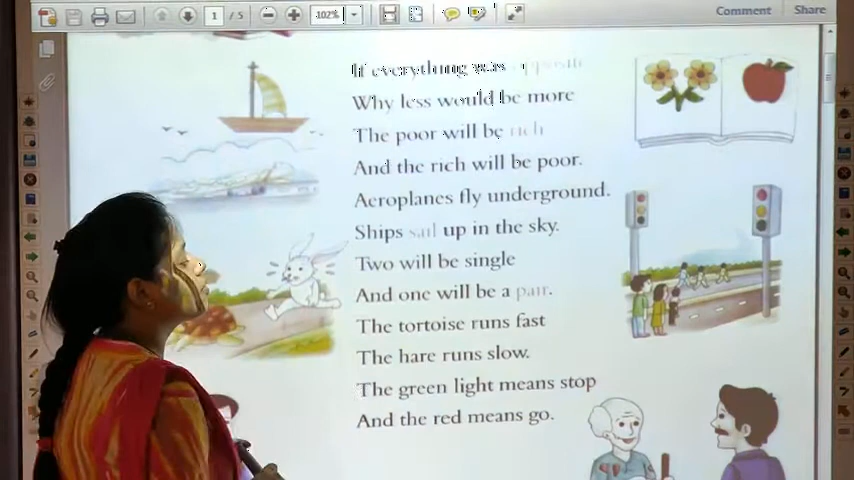 1 / 5
102%
Comment
Share
If everything was opposite
Why less would be more
The poor will be rich
And the rich will be poor.
Aeroplanes fly underground.
Ships sail up in the sky.
Two will be single
And one will be a pair.
The tortoise runs fast
The hare runs slow.
The green light means stop
And the red means go.